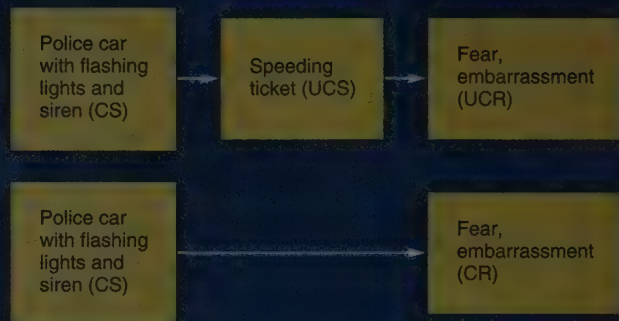 Police car
with flashing
lights and
siren (CS)
Speeding
ticket (UCS)
Fear,
embarrassment
(UCR)
Police car
with flashing
lights and
siren (CS)
Fear,
embarrassment
(CR)